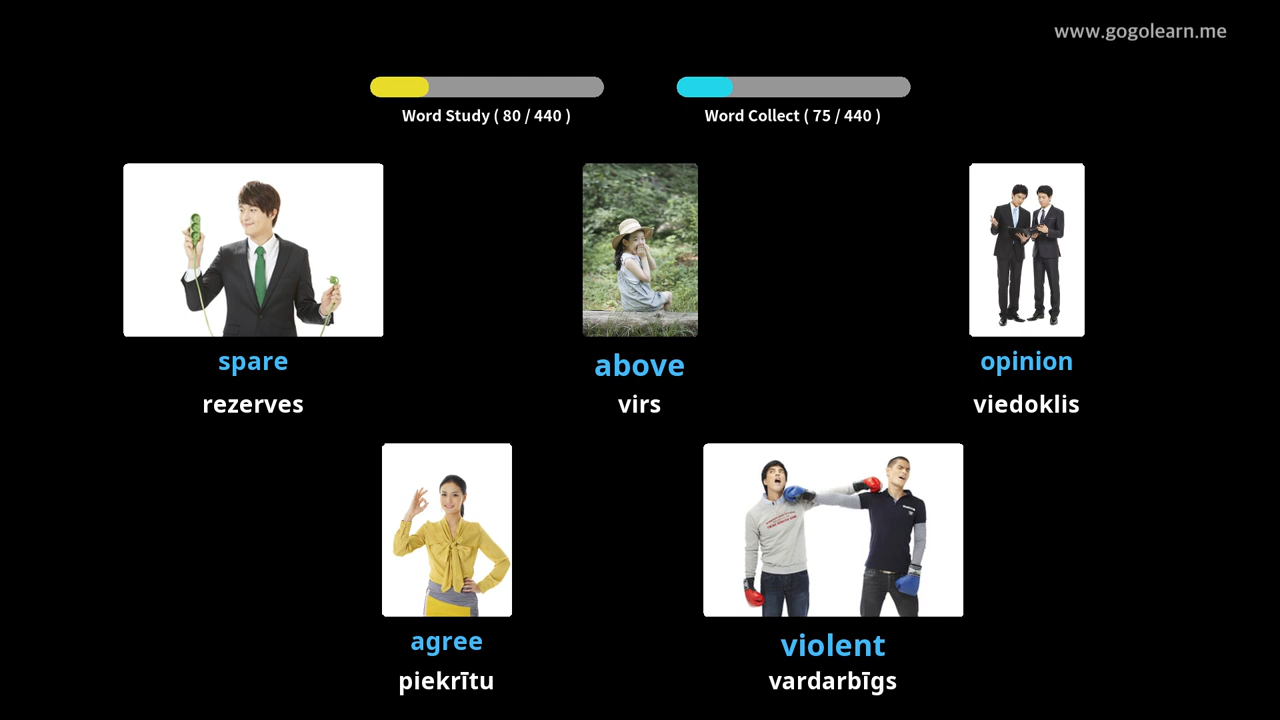 www.gogolearn.me
Word Study ( 80 / 440 )
Word Collect ( 75 / 440 )
spare
rezerves
above
virs
opinion
viedoklis
agree
piekrītu
violent
vardarbīgs